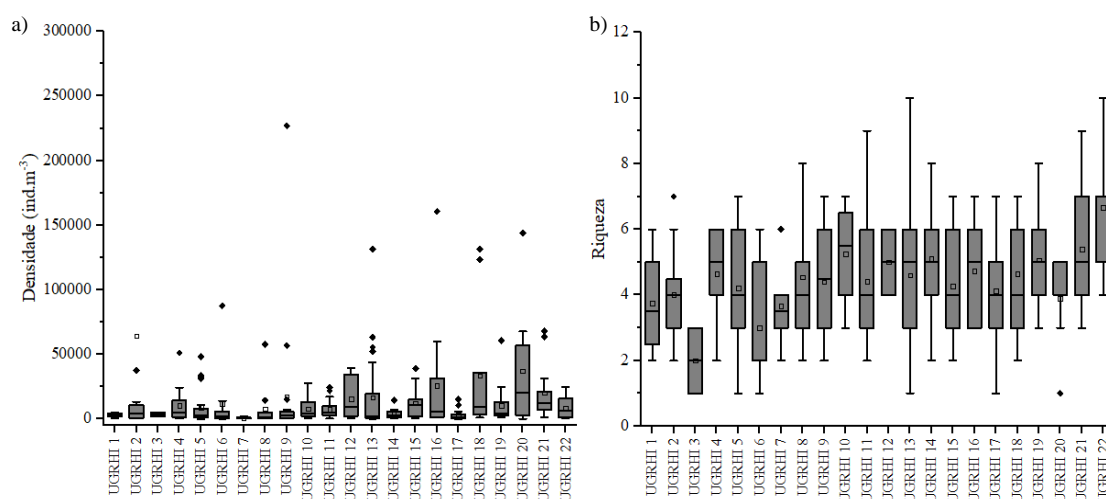 a)
Densidade (ind.m⁻³)
300000
250000
200000
150000
100000
50000
0
UGRHI 1
UGRHI 2
UGRHI 3
UGRHI 4
UGRHI 5
UGRHI 6
UGRHI 7
UGRHI 8
UGRHI 9
UGRHI 10
UGRHI 11
UGRHI 12
UGRHI 13
UGRHI 14
UGRHI 15
UGRHI 16
UGRHI 17
UGRHI 18
UGRHI 19
UGRHI 20
UGRHI 21
UGRHI 22
b)
Riqueza
12
10
8
6
4
2
0
UGRHI 1
UGRHI 2
UGRHI 3
UGRHI 4
UGRHI 5
UGRHI 6
UGRHI 7
UGRHI 8
UGRHI 9
UGRHI 10
UGRHI 11
UGRHI 12
UGRHI 13
UGRHI 14
UGRHI 15
UGRHI 16
UGRHI 17
UGRHI 18
UGRHI 19
UGRHI 20
UGRHI 21
UGRHI 22